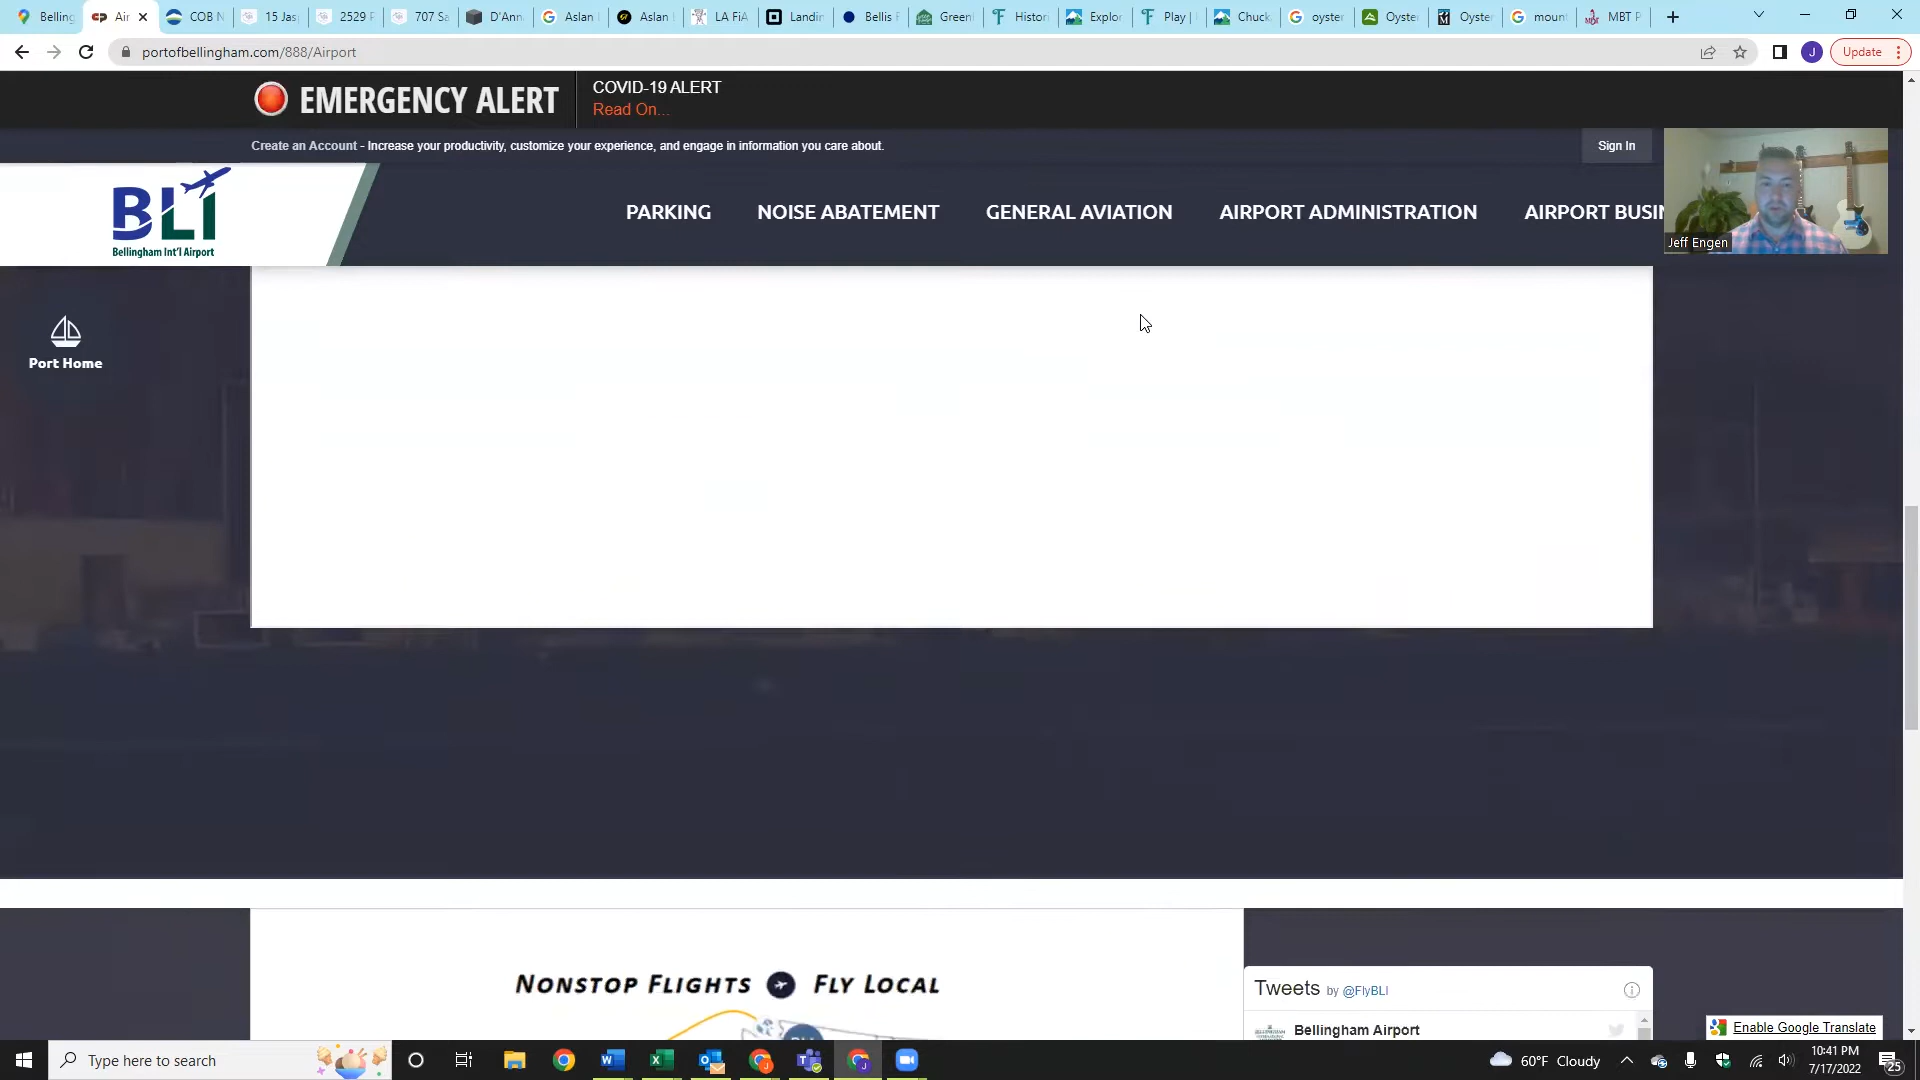 Belling
Air
COB N
15 Jas
2529 F
707 Sa
D'Ann
Aslan
Aslan
LA FiA
Landin
Bellis F
Green
Histor
Explor
Play |
Chuck
oyster
Oyste
Oyster
moun
MBT P
portofbellingham.com/888/Airport
J
Update
EMERGENCY ALERT
COVID-19 ALERT
Read On...
Create an Account - Increase your productivity, customize your experience, and engage in information you care about.
Sign In
BLI
Bellingham Int'l Airport
PARKING
NOISE ABATEMENT
GENERAL AVIATION
AIRPORT ADMINISTRATION
AIRPORT BUSIN
Jeff Engen
Port Home
NONSTOP FLIGHTS FLY LOCAL
Tweets by @FlyBLI
Bellingham Airport
Enable Google Translate
Type here to search
60°F Cloudy
10:41 PM
7/17/2022
25